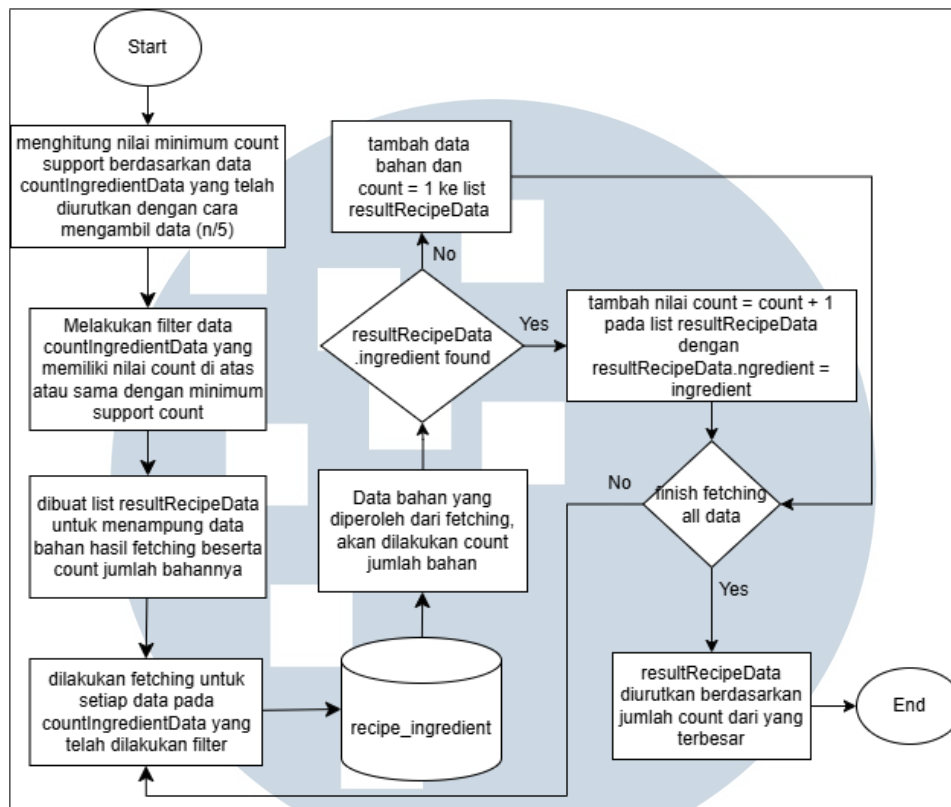 Start
menghitung nilai minimum count
support berdasarkan data
countIngredientData yang telah
diurutkan dengan cara
mengambil data (n/5)
Melakukan filter data
countIngredientData yang
memiliki nilai count di atas
atau sama dengan minimum
support count
dibuat list resultRecipeData
untuk menampung data
bahan hasil fetching beserta
count jumlah bahannya
dilakukan fetching untuk
setiap data pada
countIngredientData yang
telah dilakukan filter
recipe_ingredient
Data bahan yang
diperoleh dari fetching,
akan dilakukan count
jumlah bahan
resultRecipeData
.ingredient found
No
tambah data
bahan dan
count = 1 ke list
resultRecipeData
Yes
tambah nilai count = count + 1
pada list resultRecipeData
dengan
resultRecipeData.ngredient =
ingredient
finish fetching
all data
No
Yes
resultRecipeData
diurutkan berdasarkan
jumlah count dari yang
terbesar
End